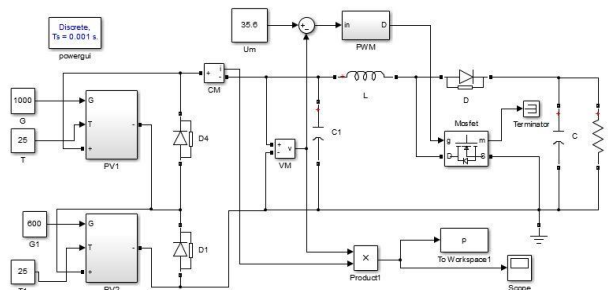 Discrete,
Ts = 0.001 s.
powergui
35.6
Um
+
-
in
D
PWM
+
-
i
CM
L
D
Mosfet
g
m
D
S
Terminator
C
1000
G
25
T
G
T
+
-
PV1
D4
+
-
v
VM
C1
600
G1
25
T1
G
T
+
-
PV2
D1
×
Product1
p
To Workspace1
Scope